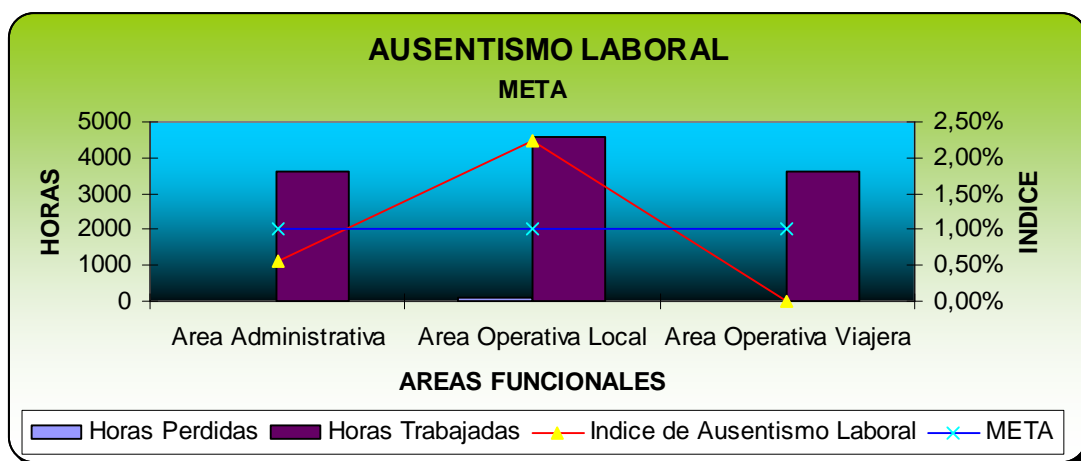 AUSENTISMO LABORAL
META
HORAS
5000
4000
3000
2000
1000
0
2,50%
2,00%
1,50%
1,00%
0,50%
0,00%
INDICE
Area Administrativa Area Operativa Local Area Operativa Viajera
AREAS FUNCIONALES
Horas Perdidas Horas Trabajadas Indice de Ausentismo Laboral META